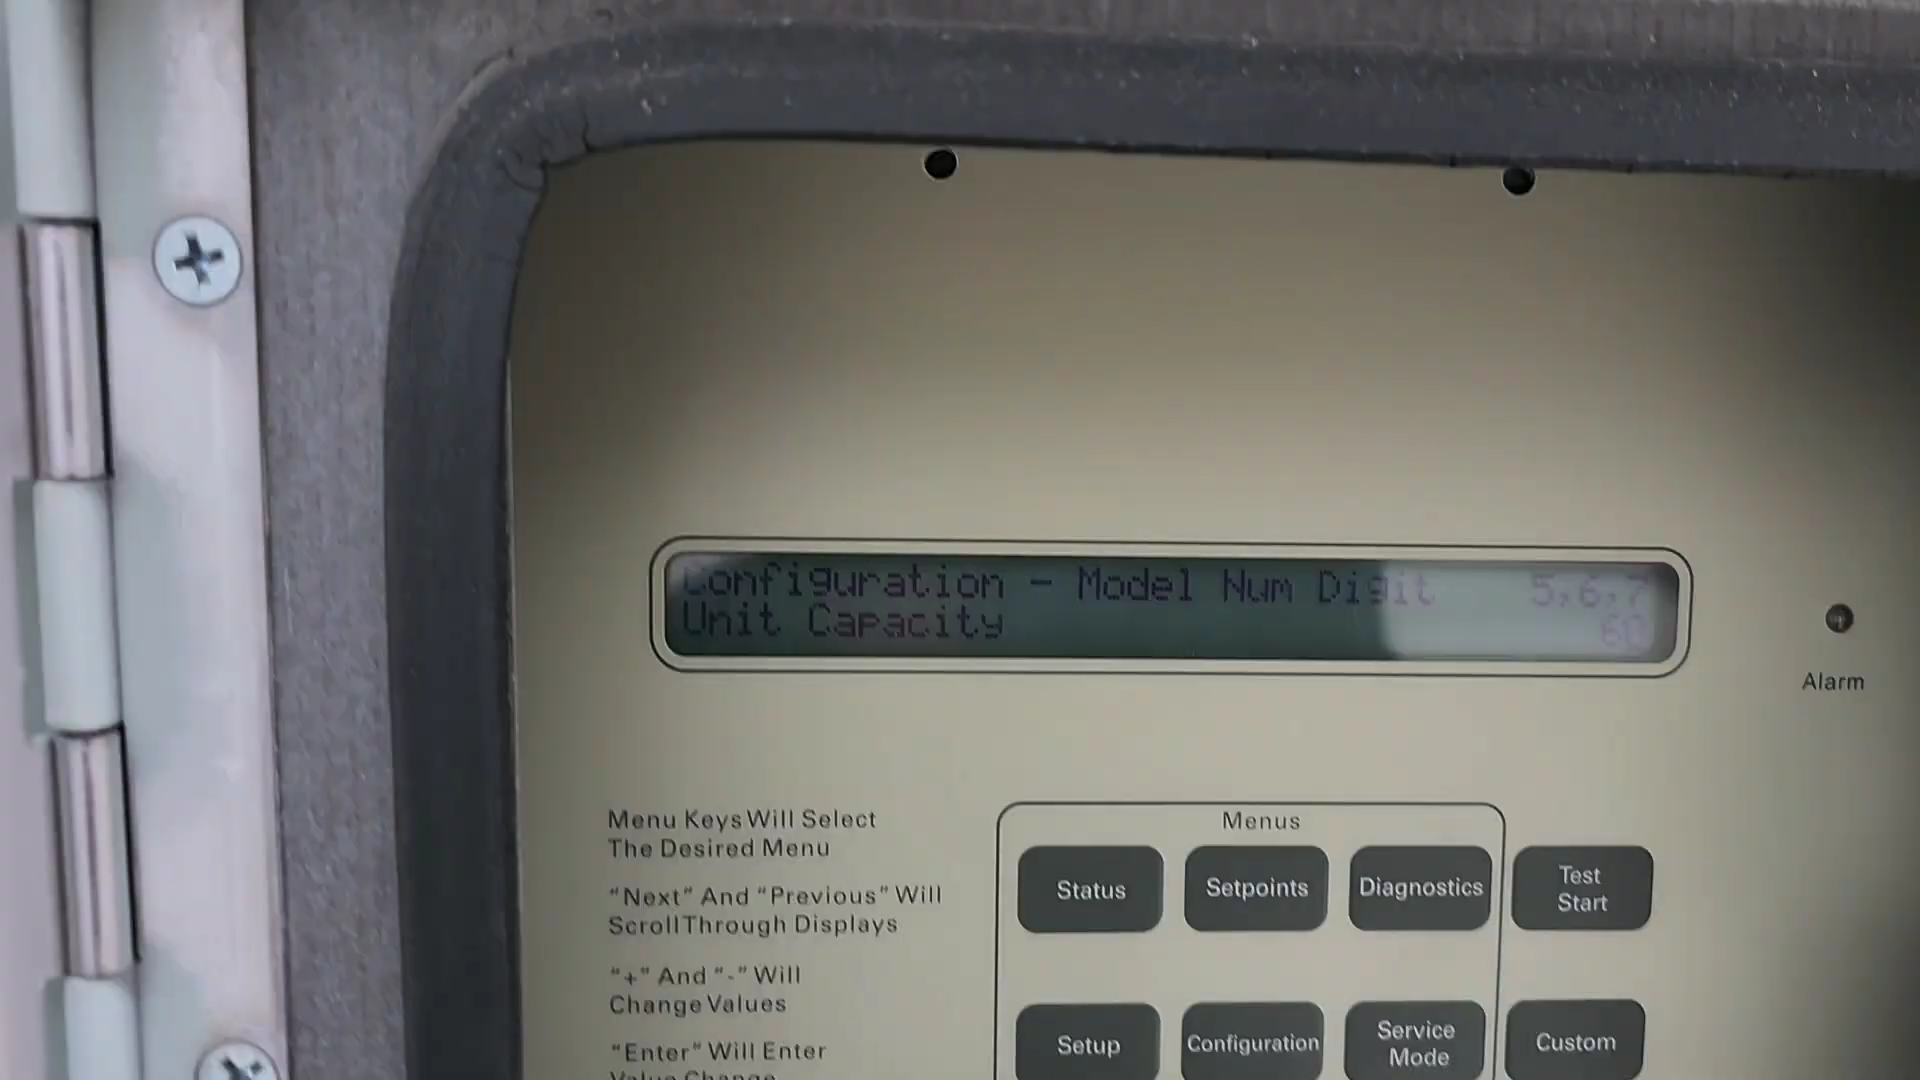 Configuration - Model Num Digit 5,6,7
Unit Capacity 60
Alarm
Menu Keys Will Select
The Desired Menu
"Next" And "Previous" Will
Scroll Through Displays
"+" And "-" Will
Change Values
"Enter" Will Enter
Value Change
Menus
Status
Setpoints
Diagnostics
Test
Start
Setup
Configuration
Service
Mode
Custom